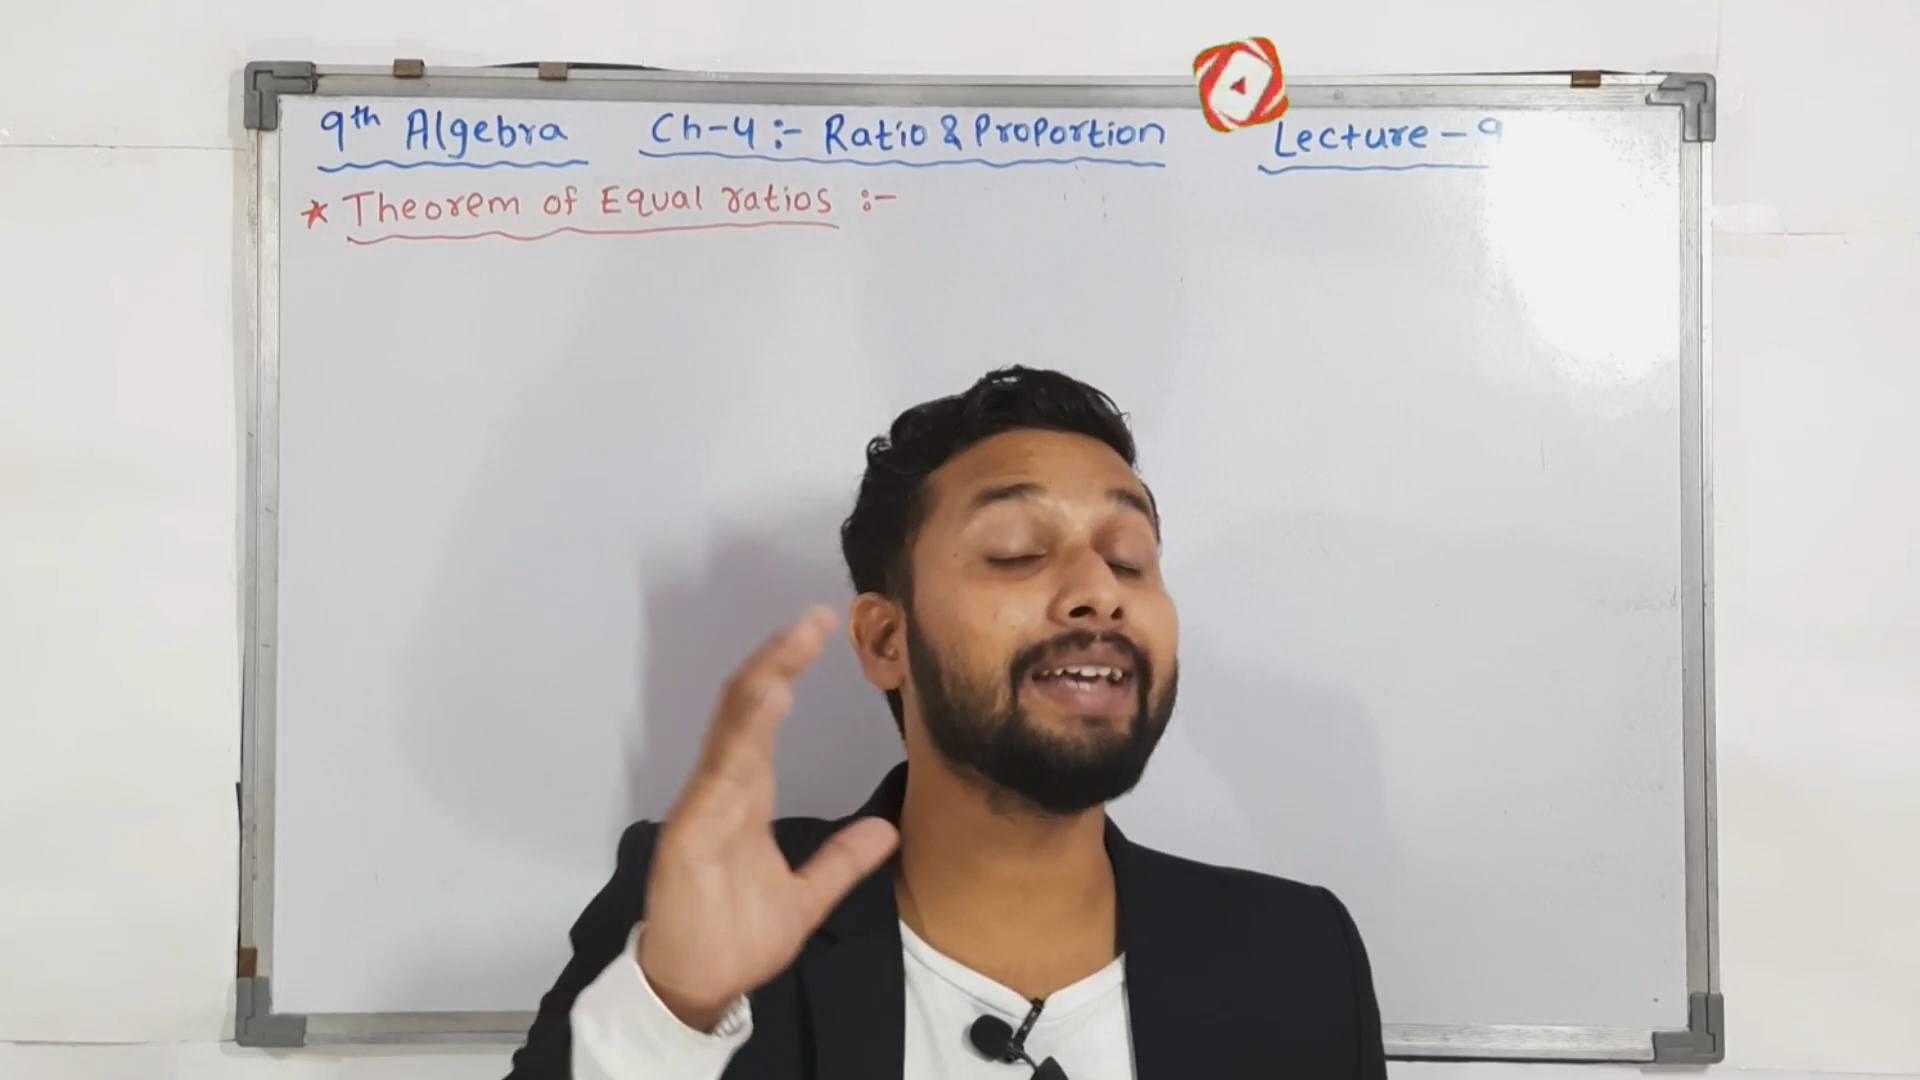 9th Algebra Ch-4:- Ratio & Proportion Lecture-9
* Theorem of Equal ratios :-